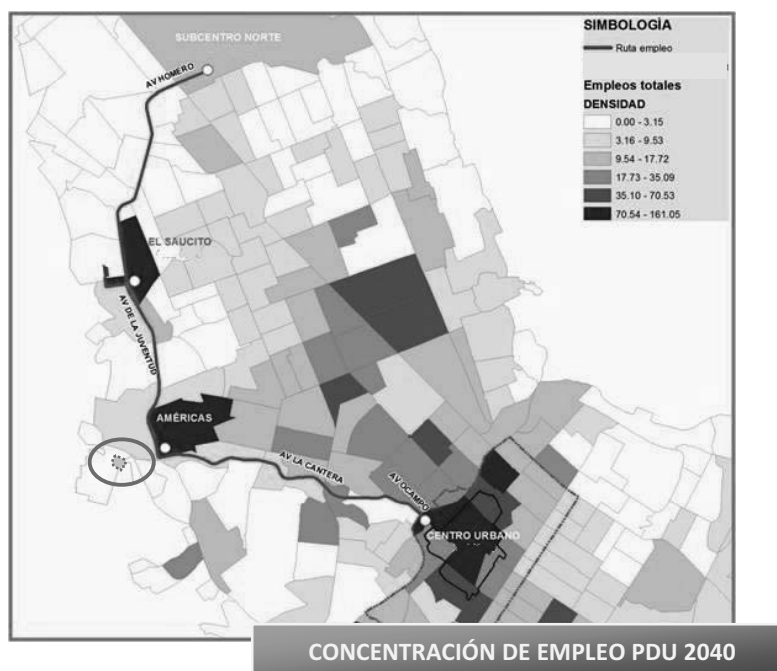 SUBCENTRO NORTE
AV HOMERO
EL SAUCITO
AV DE LA JUVENTUD
AMÉRICAS
AV LA CANTERA
AV OCAMPO
CENTRO URBANO
SIMBOLOGÌA
Ruta empleo
Empleos totales
DENSIDAD
0.00 - 3.15
3.16 - 9.53
9.54 - 17.72
17.73 - 35.09
35.10 - 70.53
70.54 - 161.05
CONCENTRACIÓN DE EMPLEO PDU 2040